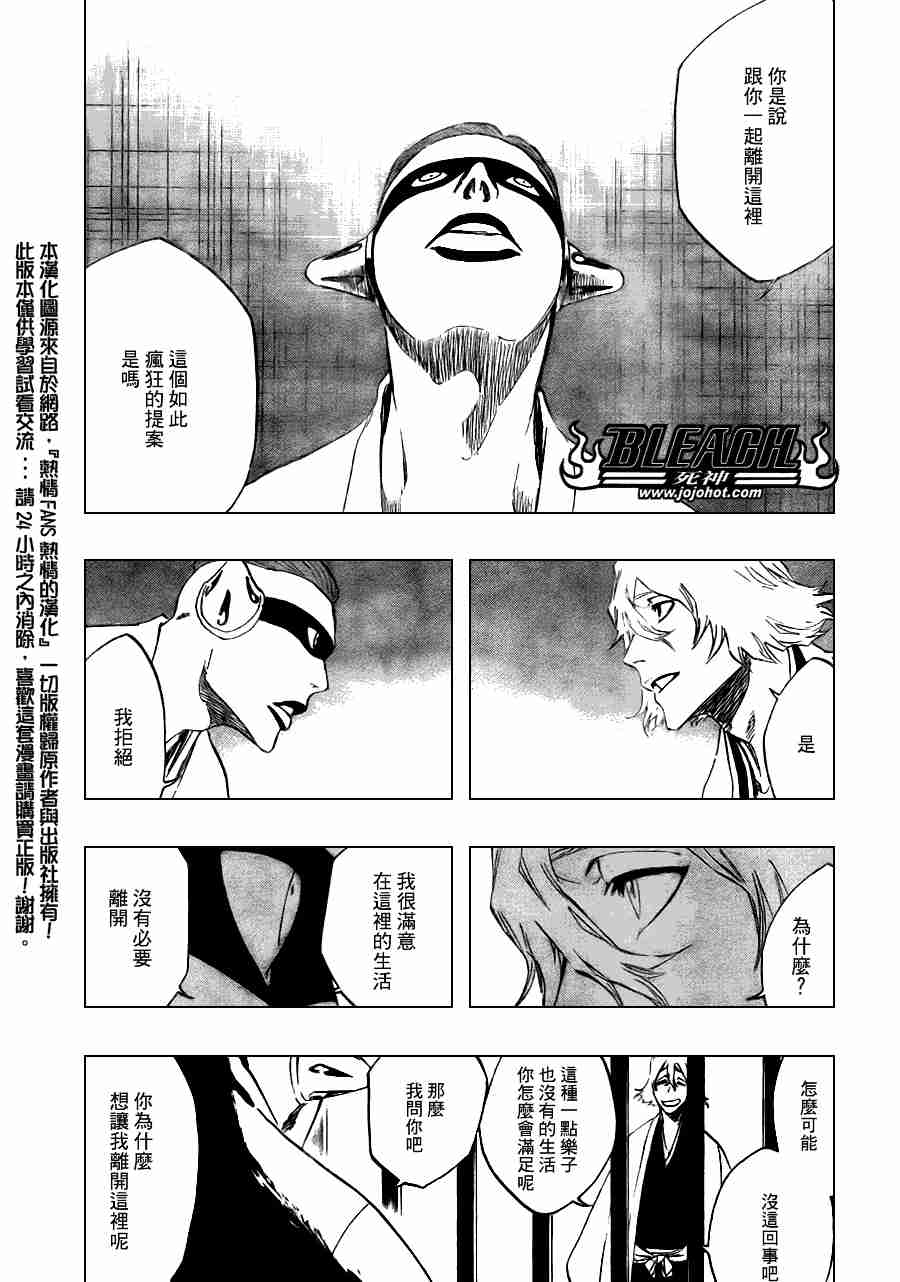 你是說
跟你一起離開這裡
這個如此
瘋狂的提案
是嗎
BLEACH
死神
www.jojohot.com
是
我拒絕
為什麼？
我很滿意
在這裡的生活
沒有必要
離開
怎麼可能
沒這回事吧
這種一點樂子
也沒有的生活
你怎麼會滿足呢
那麼
我問你吧
你為什麼
想讓我離開這裡呢
本漢化圖源來自於網路，『熱情FANS 熱情的漢化』一切版權歸原作者與出版社擁有！
此版本僅供學習試看交流…請24小時之內消除，喜歡這套漫畫請購買正版！謝謝。